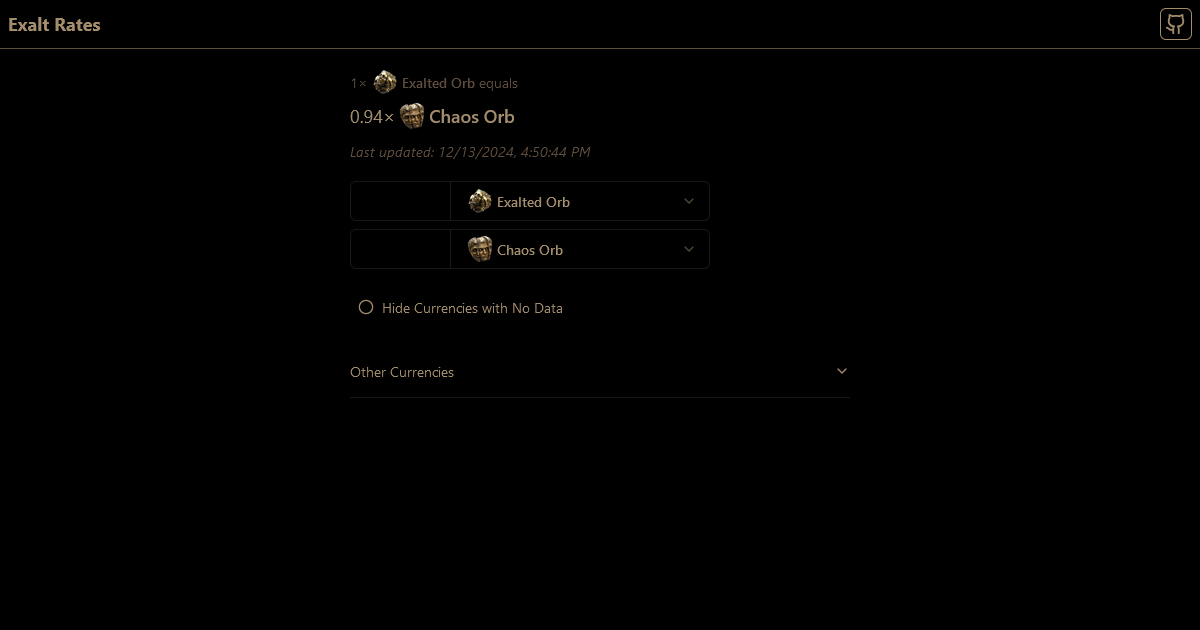 Exalt Rates
1× Exalted Orb equals
0.94× Chaos Orb
Last updated: 12/13/2024, 4:50:44 PM
Exalted Orb
Chaos Orb
Hide Currencies with No Data
Other Currencies